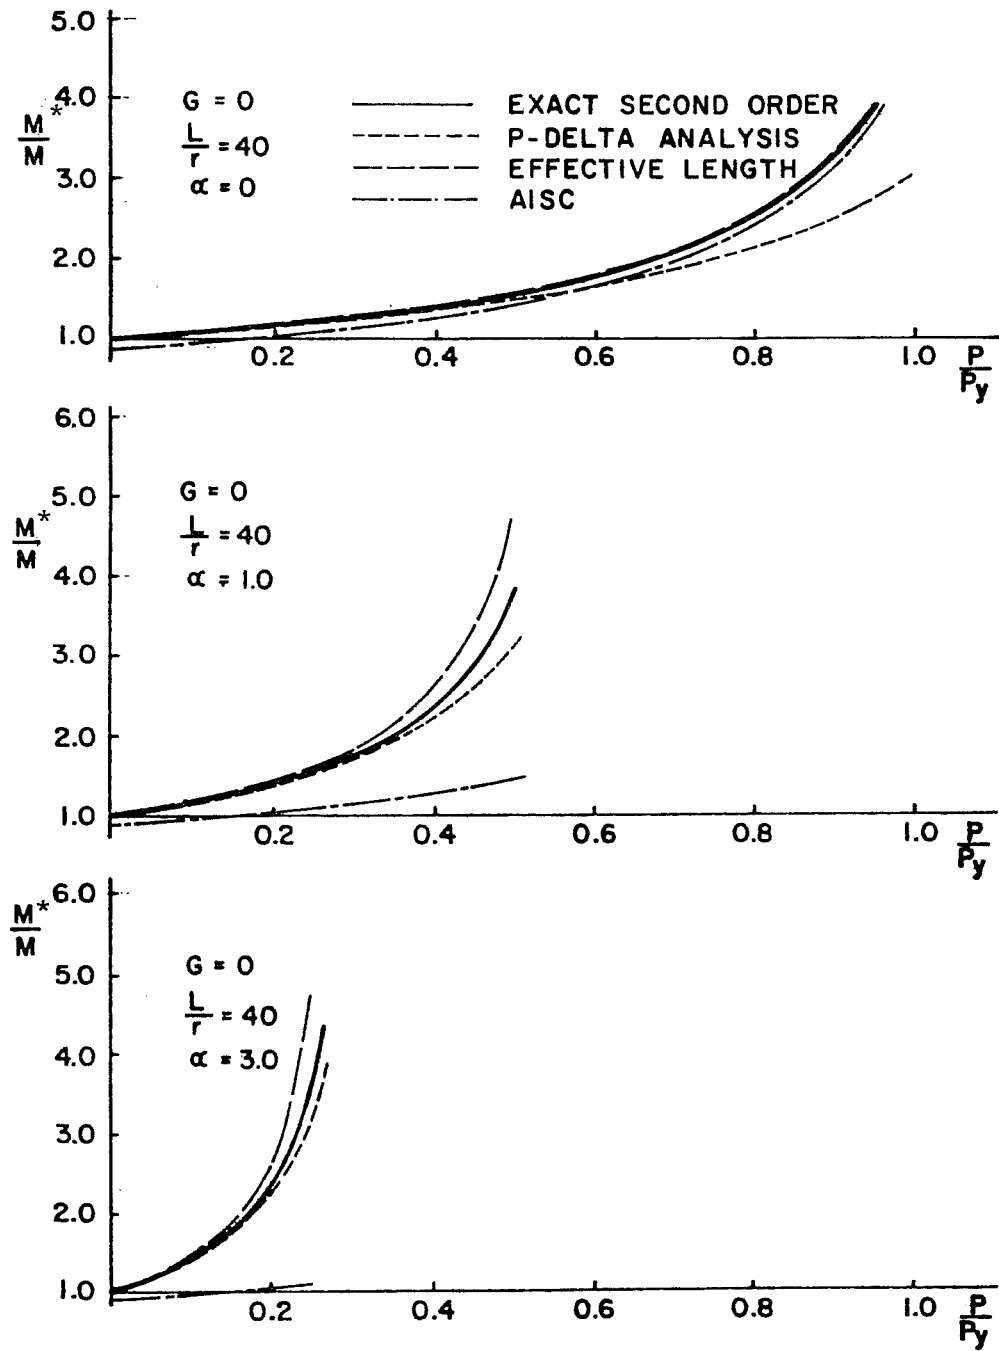 5.0
4.0
M*
M
3.0
2.0
1.0
G = 0
L
r = 40
α = 0
EXACT SECOND ORDER
P-DELTA ANALYSIS
EFFECTIVE LENGTH
AISC
0.2 0.4 0.6 0.8 1.0 P
Py
6.0
5.0
M*
M
4.0
3.0
2.0
1.0
G = 0
L
r = 40
α = 1.0
0.2 0.4 0.6 0.8 1.0 P
Py
6.0
M*
M
5.0
4.0
3.0
2.0
1.0
G = 0
L
r = 40
α = 3.0
0.2 0.4 0.6 0.8 1.0 P
Py